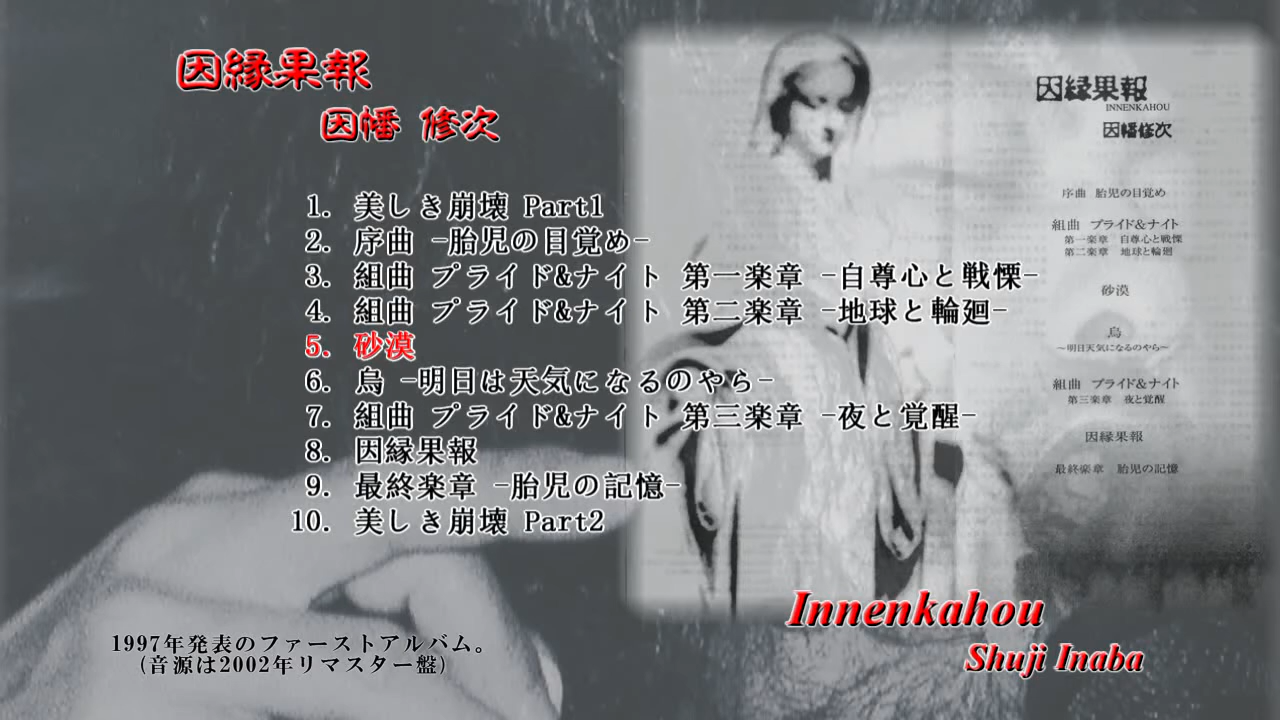 因縁果報
因幡 修次
1. 美しき崩壊 Part1
2. 序曲 -胎児の目覚め-
3. 組曲 プライド&ナイト 第一楽章 -自尊心と戦慄-
4. 組曲 プライド&ナイト 第二楽章 -地球と輪廻-
5. 砂漠
6. 烏 -明日は天気になるのやら-
7. 組曲 プライド&ナイト 第三楽章 -夜と覚醒-
8. 因縁果報
9. 最終楽章 -胎児の記憶-
10. 美しき崩壊 Part2
1997年発表のファーストアルバム。
(音源は2002年リマスター盤)
因縁果報
INNENKAHOU
因幡修次
序曲 胎児の目覚め
組曲 プライド&ナイト
第一楽章 自尊心と戦慄
第二楽章 地球と輪廻
砂漠
烏
～明日天気になるのやら～
組曲 プライド&ナイト
第三楽章 夜と覚醒
因縁果報
最終楽章 胎児の記憶
Innenkahou
Shuji Inaba